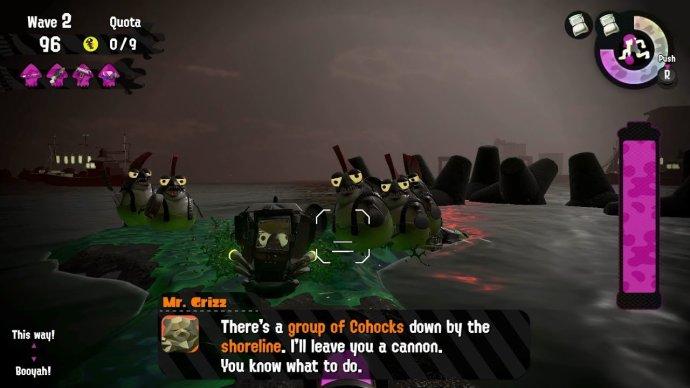 Wave 2
Quota
96
0/9
Push
R
Mr. Grizz
There's a group of Cohocks down by the
shoreline. I'll leave you a cannon.
You know what to do.
This way!
Booyah!